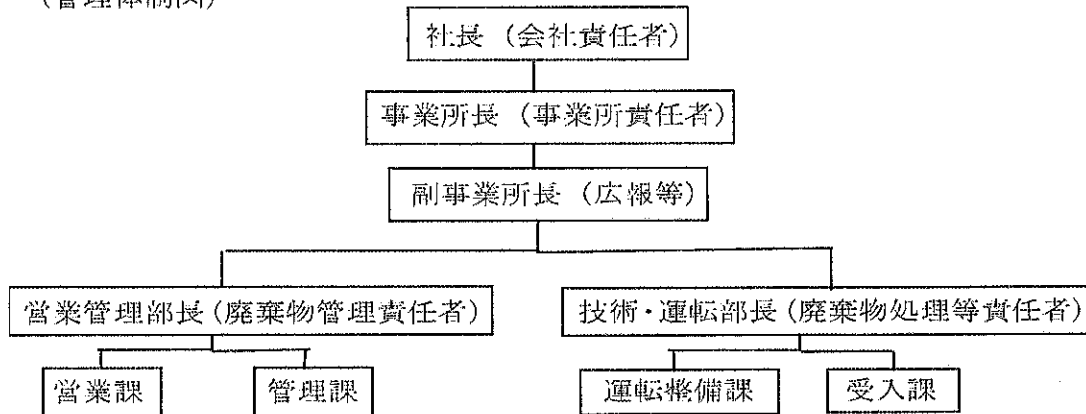 （管理体制図）
社長（会社責任者）
事業所長（事業所責任者）
副事業所長（広報等）
営業管理部長（廃棄物管理責任者）
技術・運転部長（廃棄物処理等責任者）
営業課
管理課
運転整備課
受入課